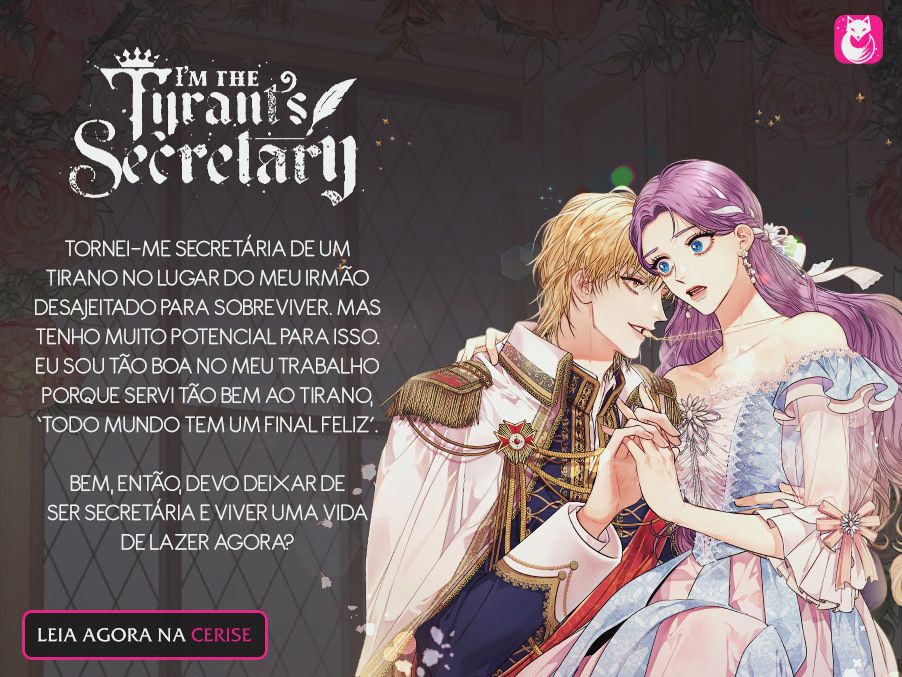 I'M THE
Tyrant's
Secretary
TORNEI-ME SECRETÁRIA DE UM
TIRANO NO LUGAR DO MEU IRMÃO
DESAJEITADO PARA SOBREVIVER. MAS
TENHO MUITO POTENCIAL PARA ISSO.
EU SOU TÃO BOA NO MEU TRABALHO
PORQUE SERVI TÃO BEM AO TIRANO,
‘TODO MUNDO TEM UM FINAL FELIZ’.
BEM, ENTÃO, DEVO DEIXAR DE
SER SECRETÁRIA E VIVER UMA VIDA
DE LAZER AGORA?
LEIA AGORA NA CERISE